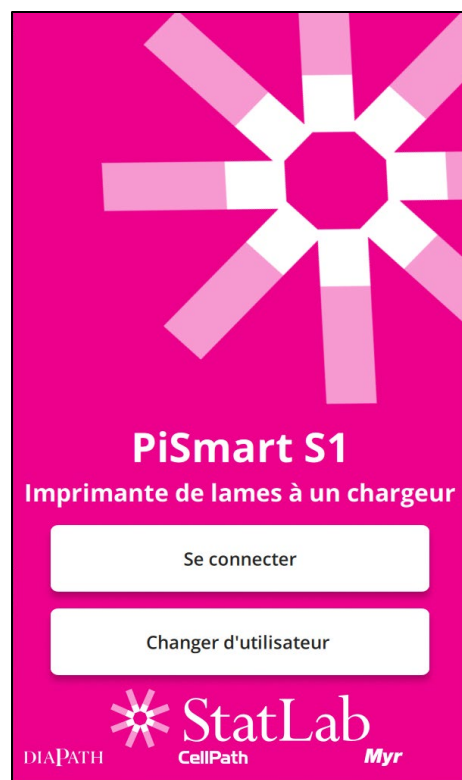 PiSmart S1
Imprimante de lames à un chargeur
Se connecter
Changer d'utilisateur
StatLab
DIAPATH CellPath Myr